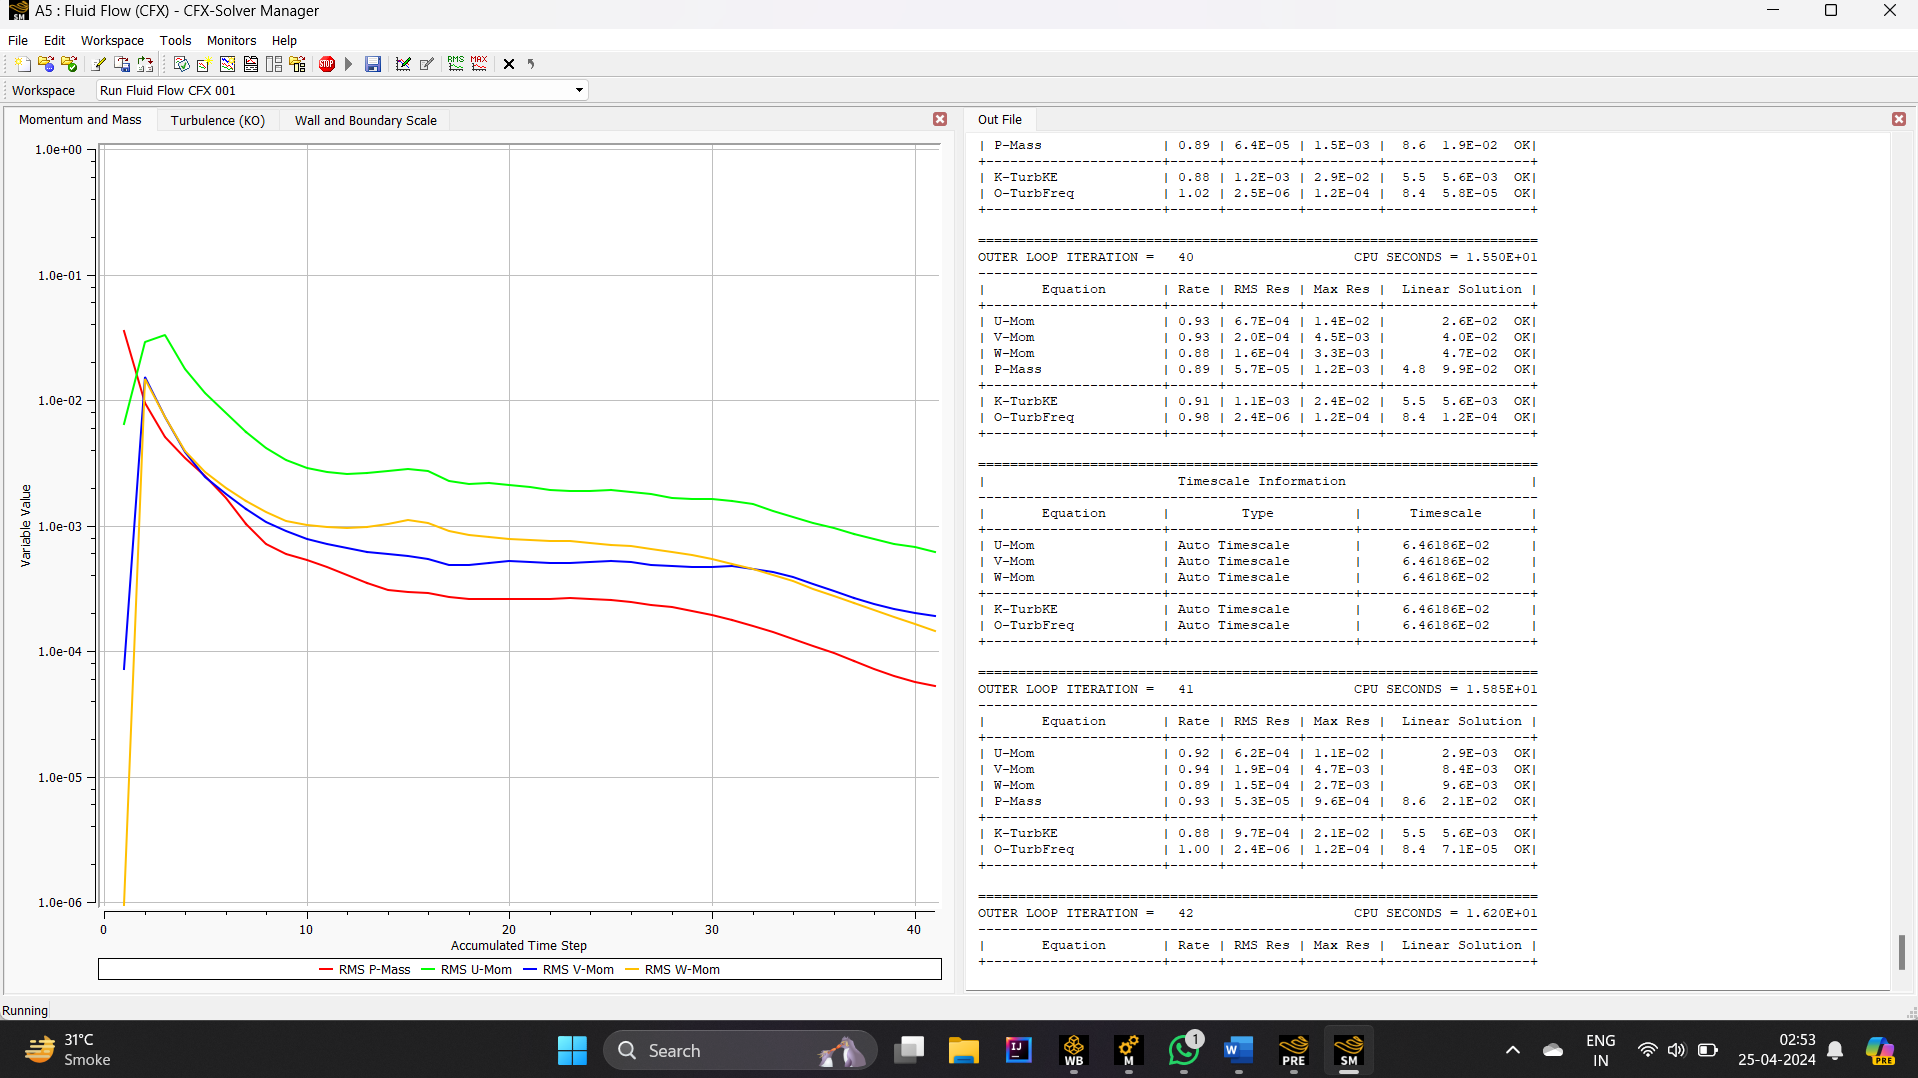 A5 : Fluid Flow (CFX) - CFX-Solver Manager
File Edit Workspace Tools Monitors Help
RMS MAX
Workspace Run Fluid Flow CFX 001
Momentum and Mass Turbulence (KO) Wall and Boundary Scale
1.0e+00
1.0e-01
1.0e-02
1.0e-03
1.0e-04
1.0e-05
1.0e-06
Variable Value
0 10 20 30 40
Accumulated Time Step
RMS P-Mass RMS U-Mom RMS V-Mom RMS W-Mom
Out File
| P-Mass | 0.89 | 6.4E-05 | 1.5E-03 | 8.6 1.9E-02 OK|
+----------------------+------+---------+---------+------------------+
| K-TurbKE | 0.88 | 1.2E-03 | 2.9E-02 | 5.5 5.6E-03 OK|
| O-TurbFreq | 1.02 | 2.5E-06 | 1.2E-04 | 8.4 5.8E-05 OK|
+----------------------+------+---------+---------+------------------+
======================================================================
OUTER LOOP ITERATION = 40 CPU SECONDS = 1.550E+01
----------------------------------------------------------------------
| Equation | Rate | RMS Res | Max Res | Linear Solution |
+----------------------+------+---------+---------+------------------+
| U-Mom | 0.93 | 6.7E-04 | 1.4E-02 | 2.6E-02 OK|
| V-Mom | 0.93 | 2.0E-04 | 4.5E-03 | 4.0E-02 OK|
| W-Mom | 0.88 | 1.6E-04 | 3.3E-03 | 4.7E-02 OK|
| P-Mass | 0.89 | 5.7E-05 | 1.2E-03 | 4.8 9.9E-02 OK|
+----------------------+------+---------+---------+------------------+
| K-TurbKE | 0.91 | 1.1E-03 | 2.4E-02 | 5.5 5.6E-03 OK|
| O-TurbFreq | 0.98 | 2.4E-06 | 1.2E-04 | 8.4 1.2E-04 OK|
+----------------------+------+---------+---------+------------------+
======================================================================
| Timescale Information |
----------------------------------------------------------------------
| Equation | Type | Timescale |
+----------------------+-----------------------+---------------------+
| U-Mom | Auto Timescale | 6.46186E-02 |
| V-Mom | Auto Timescale | 6.46186E-02 |
| W-Mom | Auto Timescale | 6.46186E-02 |
+----------------------+-----------------------+---------------------+
| K-TurbKE | Auto Timescale | 6.46186E-02 |
| O-TurbFreq | Auto Timescale | 6.46186E-02 |
+----------------------+-----------------------+---------------------+
======================================================================
OUTER LOOP ITERATION = 41 CPU SECONDS = 1.585E+01
----------------------------------------------------------------------
| Equation | Rate | RMS Res | Max Res | Linear Solution |
+----------------------+------+---------+---------+------------------+
| U-Mom | 0.92 | 6.2E-04 | 1.1E-02 | 2.9E-03 OK|
| V-Mom | 0.94 | 1.9E-04 | 4.7E-03 | 8.4E-03 OK|
| W-Mom | 0.89 | 1.5E-04 | 2.7E-03 | 9.6E-03 OK|
| P-Mass | 0.93 | 5.3E-05 | 9.6E-04 | 8.6 2.1E-02 OK|
+----------------------+------+---------+---------+------------------+
| K-TurbKE | 0.88 | 9.7E-04 | 2.1E-02 | 5.5 5.6E-03 OK|
| O-TurbFreq | 1.00 | 2.4E-06 | 1.2E-04 | 8.4 7.1E-05 OK|
+----------------------+------+---------+---------+------------------+
======================================================================
OUTER LOOP ITERATION = 42 CPU SECONDS = 1.620E+01
----------------------------------------------------------------------
| Equation | Rate | RMS Res | Max Res | Linear Solution |
+----------------------+------+---------+---------+------------------+
Running
31°C
Smoke
Search
IJ
WB
M
1
W
PRE
SM
ENG
IN
02:53
25-04-2024
PRE